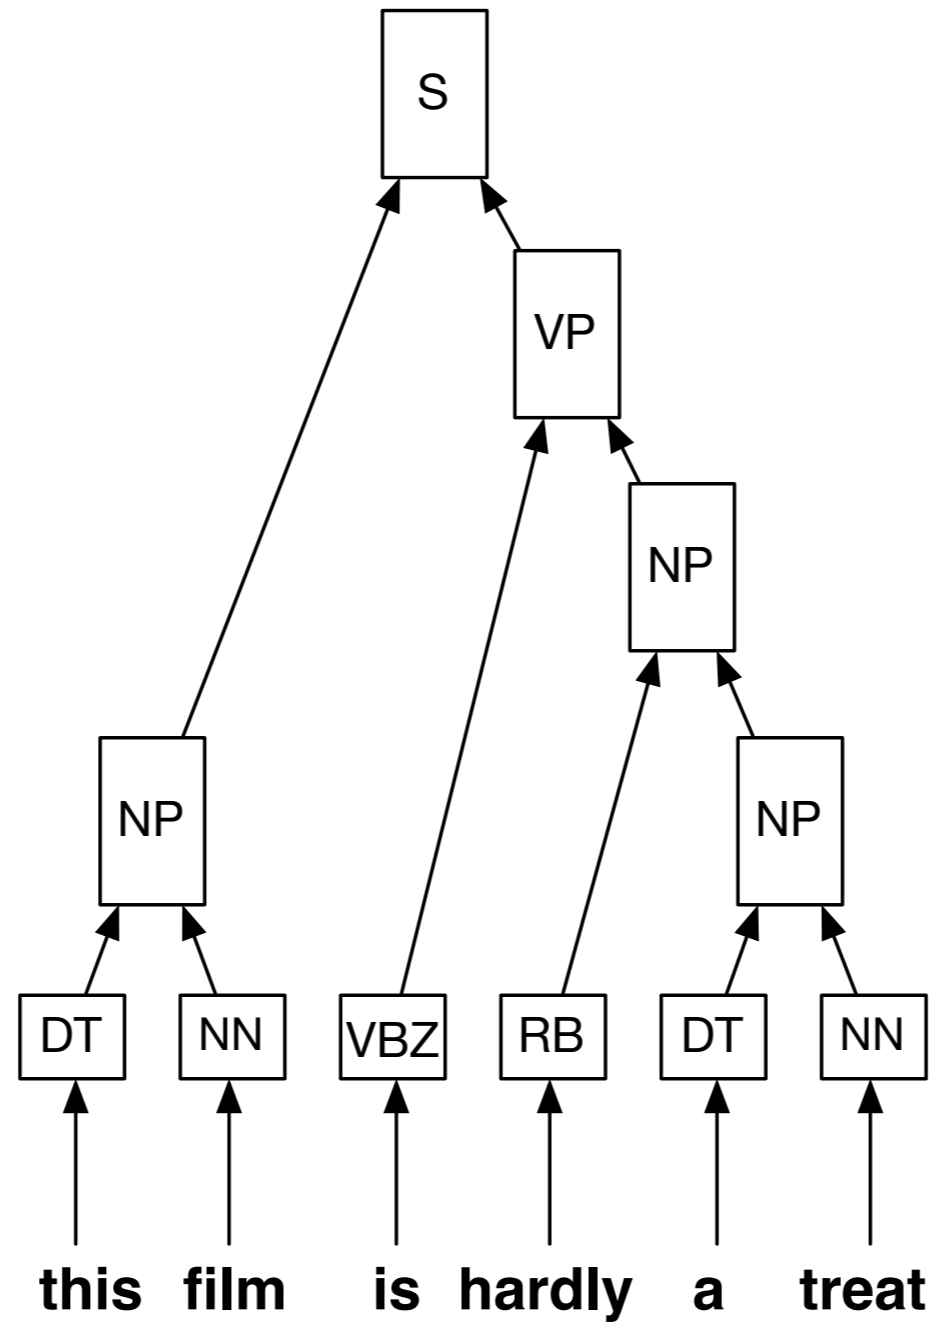 S
VP
NP
NP NP
DT NN VBZ RB DT NN
this film is hardly a treat